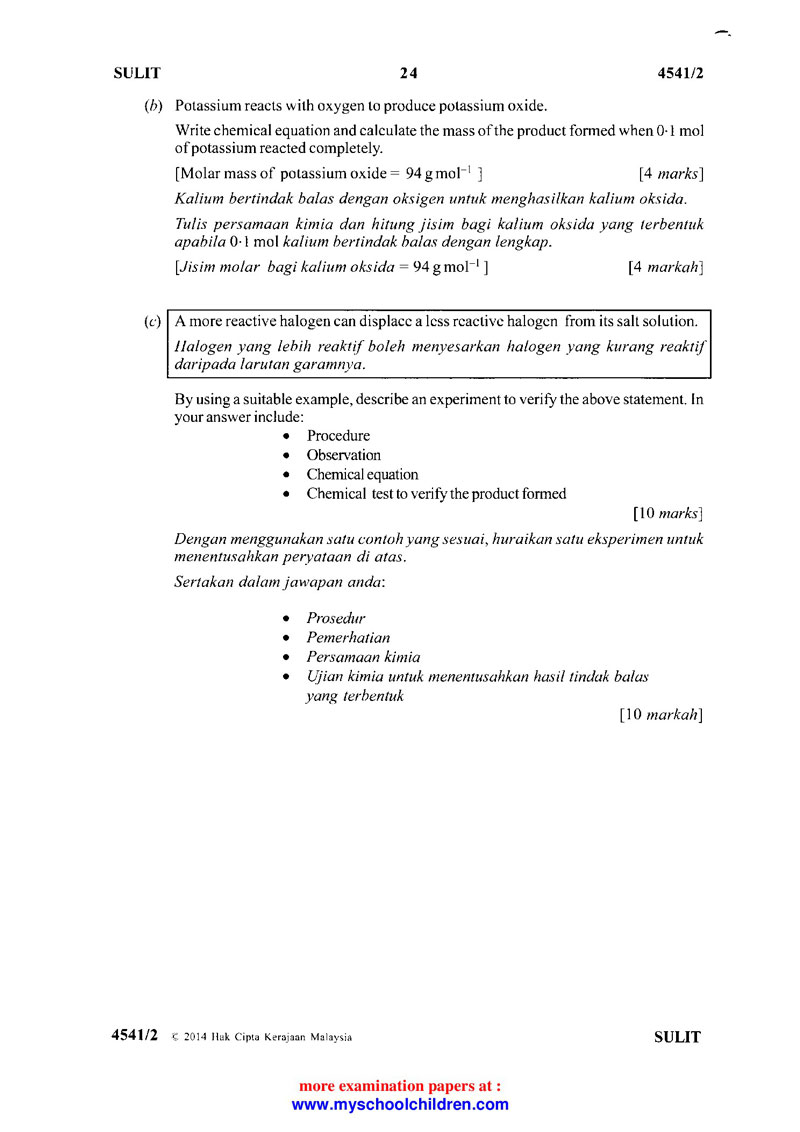 SULIT 24 4541/2
(b) Potassium reacts with oxygen to produce potassium oxide.
Write chemical equation and calculate the mass of the product formed when 0·1 mol
of potassium reacted completely.
[Molar mass of potassium oxide = 94 g mol⁻¹ ] [4 marks]
Kalium bertindak balas dengan oksigen untuk menghasilkan kalium oksida.
Tulis persamaan kimia dan hitung jisim bagi kalium oksida yang terbentuk
apabila 0·1 mol kalium bertindak balas dengan lengkap.
[Jisim molar bagi kalium oksida = 94 g mol⁻¹ ] [4 markah]
(c) A more reactive halogen can displace a less reactive halogen from its salt solution.
Halogen yang lebih reaktif boleh menyesarkan halogen yang kurang reaktif
daripada larutan garamnya.
By using a suitable example, describe an experiment to verify the above statement. In
your answer include:
• Procedure
• Observation
• Chemical equation
• Chemical test to verify the product formed
[10 marks]
Dengan menggunakan satu contoh yang sesuai, huraikan satu eksperimen untuk
menentusahkan peryataan di atas.
Sertakan dalam jawapan anda:
• Prosedur
• Pemerhatian
• Persamaan kimia
• Ujian kimia untuk menentusahkan hasil tindak balas
yang terbentuk
[10 markah]
4541/2 © 2014 Hak Cipta Kerajaan Malaysia SULIT
more examination papers at :
www.myschoolchildren.com